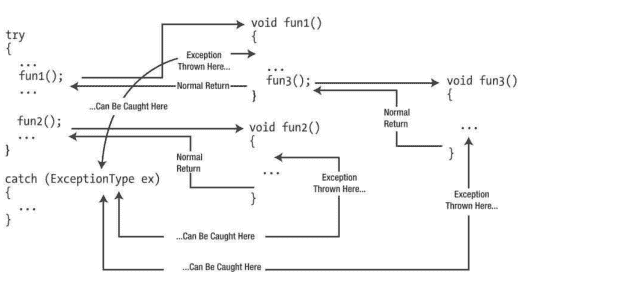 try
{
...
fun1();
...
fun2();
...
}
catch (ExceptionType ex)
{
...
}
void fun1()
{
Exception
Thrown Here...
...
fun3();
Normal Return
}
...Can Be Caught Here
void fun3()
{
...
}
Normal
Return
void fun2()
{
...
}
Normal
Return
Exception
Thrown Here...
Exception
Thrown Here...
...Can Be Caught Here
...Can Be Caught Here